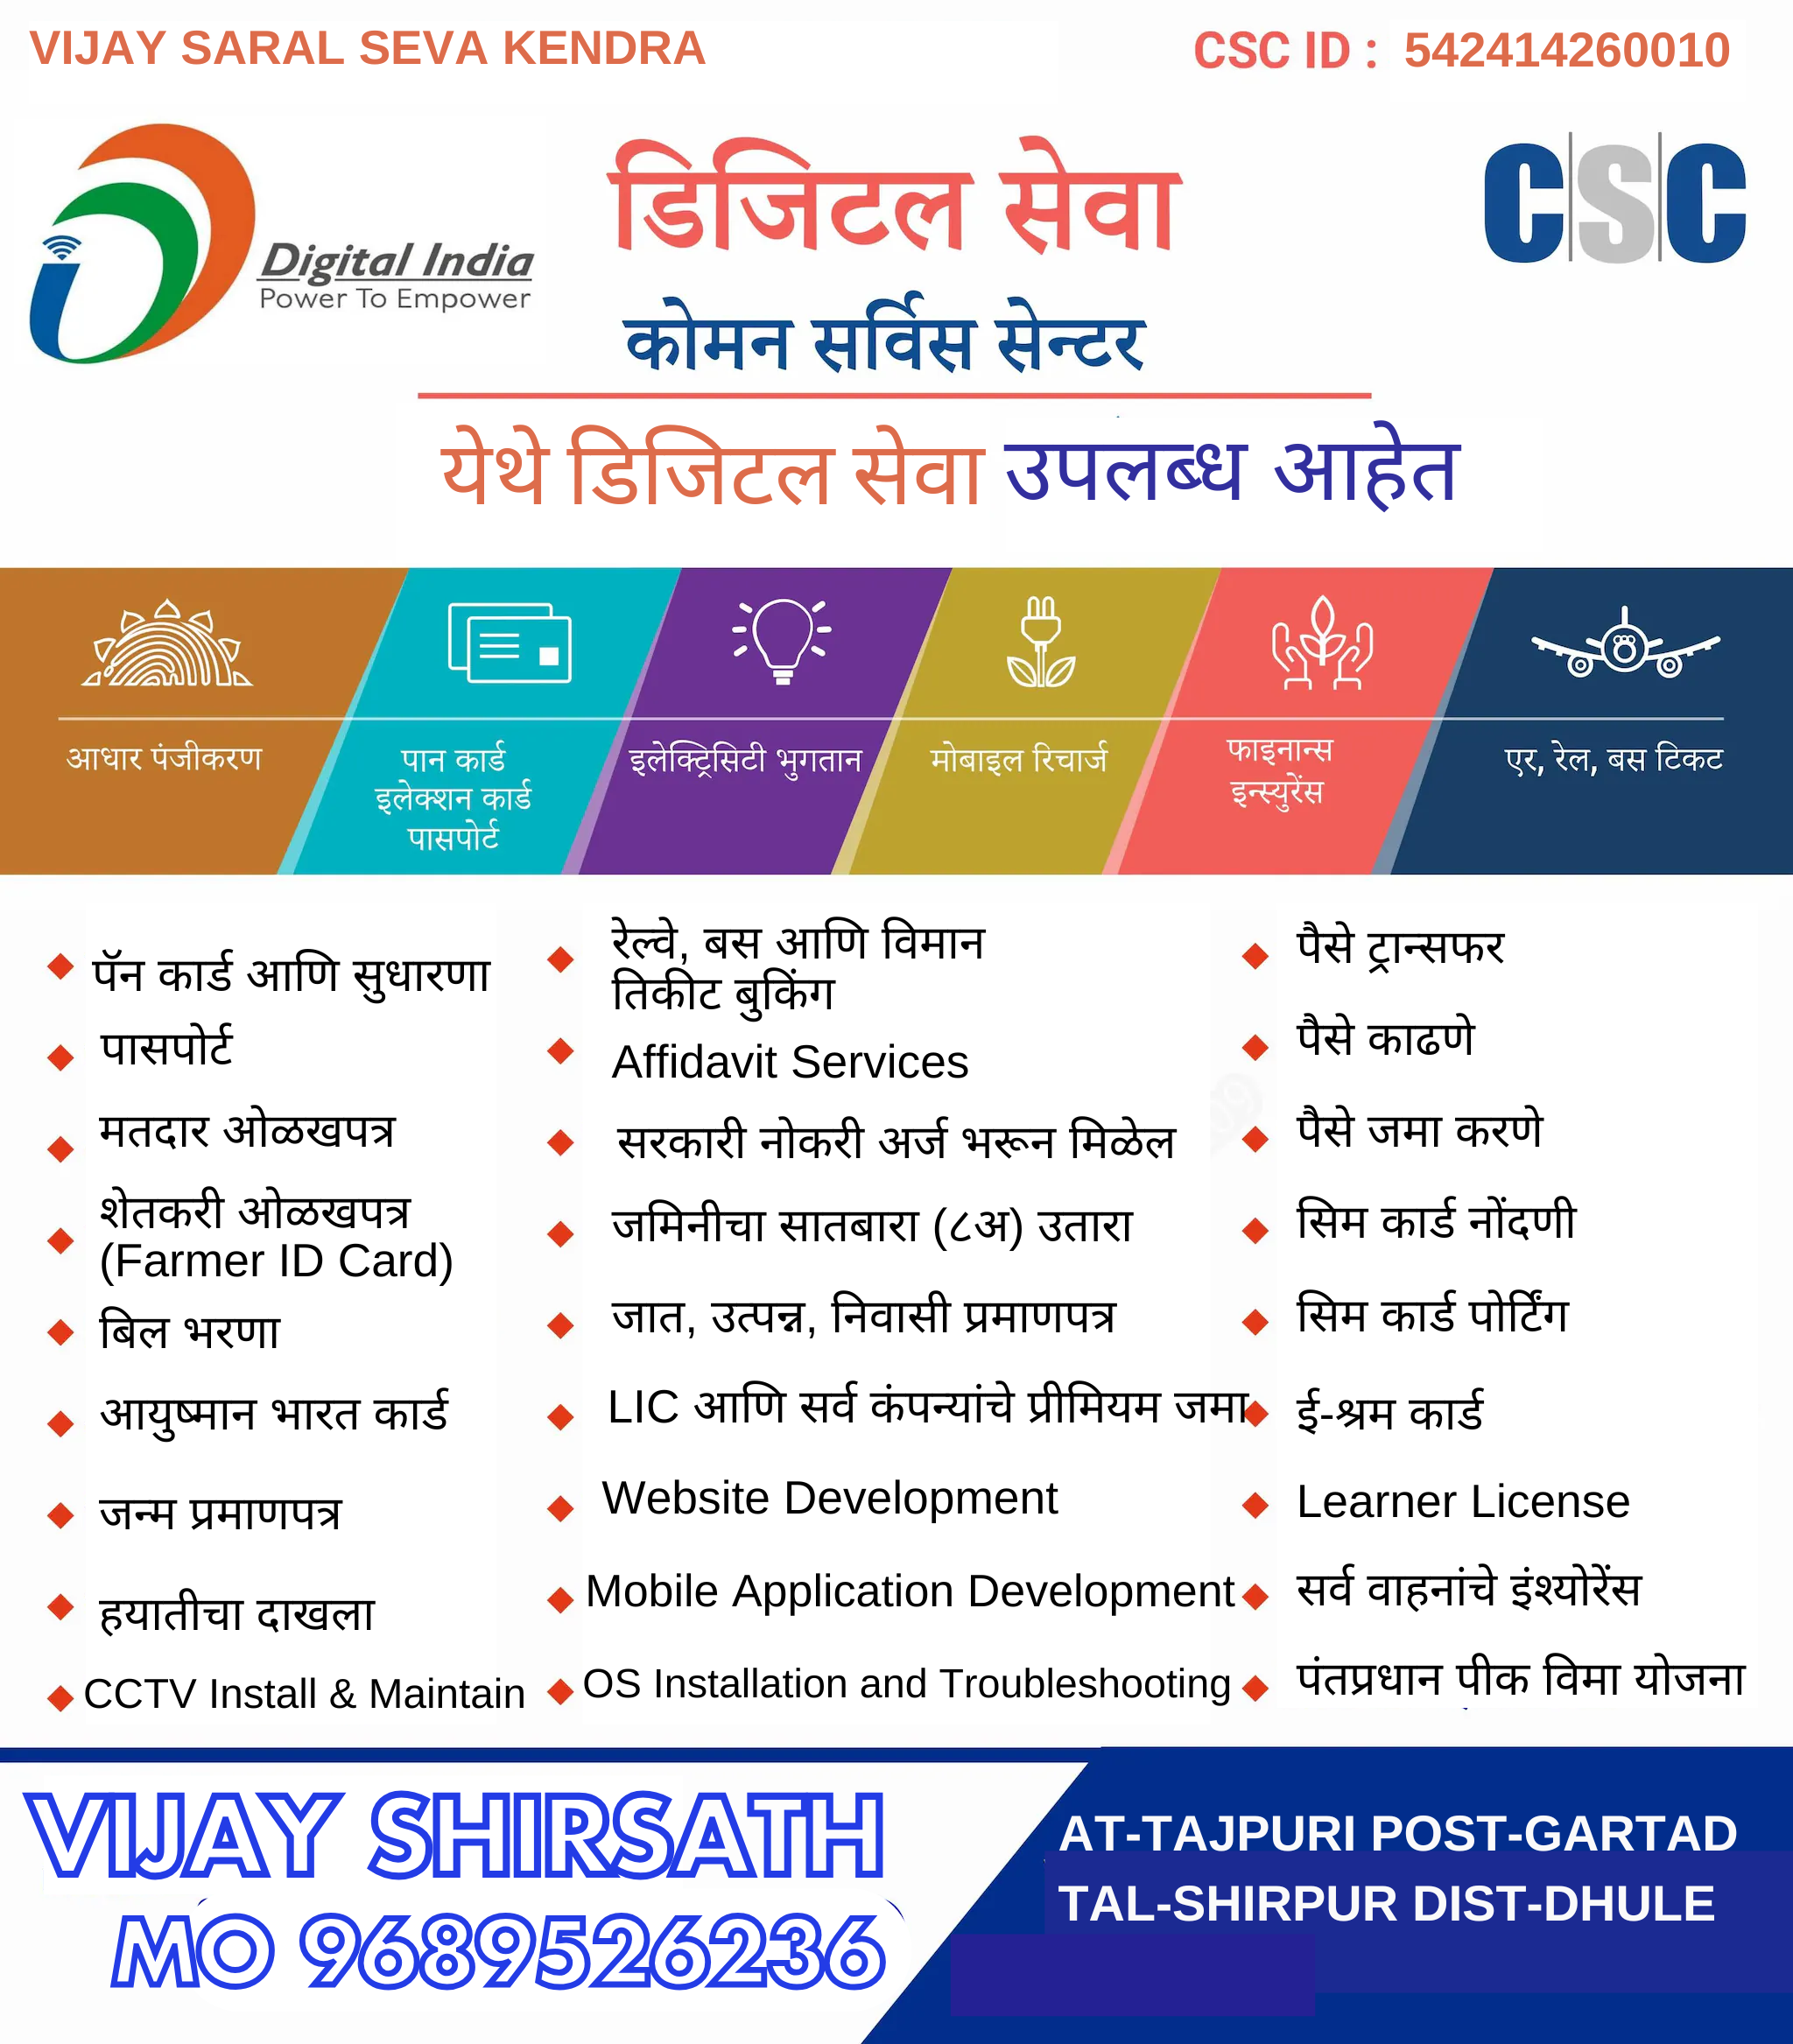 VIJAY SARAL SEVA KENDRA
CSC ID : 542414260010
Digital India
Power To Empower
डिजिटल सेवा
कोमन सर्विस सेन्टर
CSC
येथे डिजिटल सेवा उपलब्ध आहेत
आधार पंजीकरण
पान कार्ड
इलेक्शन कार्ड
पासपोर्ट
इलेक्ट्रिसिटी भुगतान
मोबाइल रिचार्ज
फाइनान्स
इन्स्युरेंस
एर, रेल, बस टिकट
पॅन कार्ड आणि सुधारणा
पासपोर्ट
मतदार ओळखपत्र
शेतकरी ओळखपत्र
(Farmer ID Card)
बिल भरणा
आयुष्मान भारत कार्ड
जन्म प्रमाणपत्र
हयातीचा दाखला
CCTV Install & Maintain
रेल्वे, बस आणि विमान
तिकीट बुकिंग
Affidavit Services
सरकारी नोकरी अर्ज भरून मिळेल
जमिनीचा सातबारा (८अ) उतारा
जात, उत्पन्न, निवासी प्रमाणपत्र
LIC आणि सर्व कंपन्यांचे प्रीमियम जमा
Website Development
Mobile Application Development
OS Installation and Troubleshooting
पैसे ट्रान्सफर
पैसे काढणे
पैसे जमा करणे
सिम कार्ड नोंदणी
सिम कार्ड पोर्टिंग
ई-श्रम कार्ड
Learner License
सर्व वाहनांचे इंश्योरेंस
पंतप्रधान पीक विमा योजना
VIJAY SHIRSATH
MO 9689526236
AT-TAJPURI POST-GARTAD
TAL-SHIRPUR DIST-DHULE